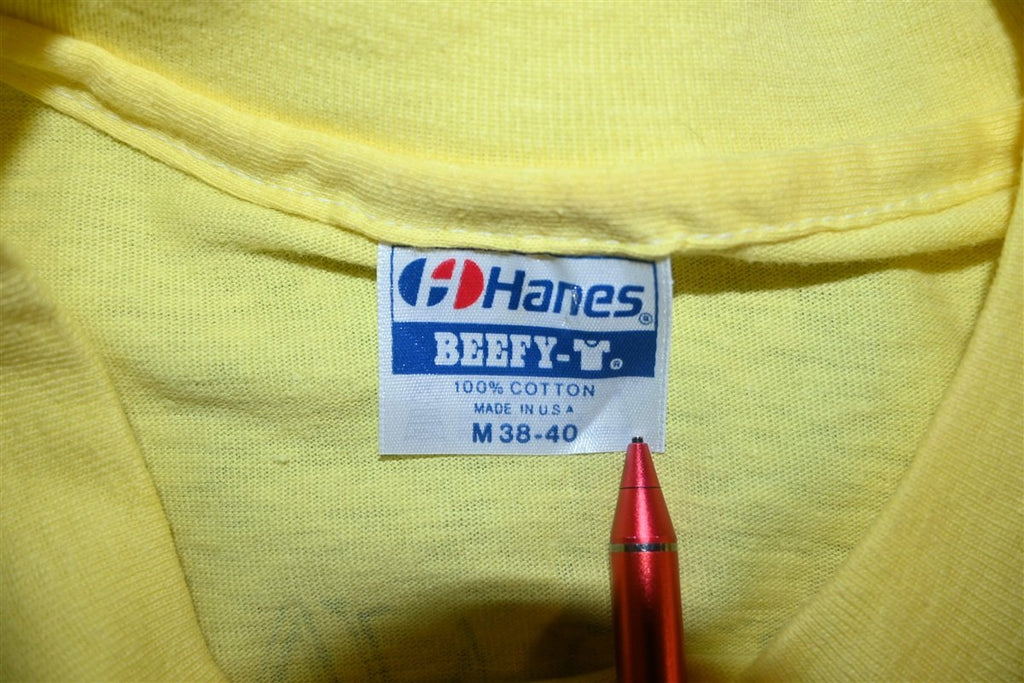 Hanes®
BEEFY-T®
100% COTTON
MADE IN U.S.A
M 38-40